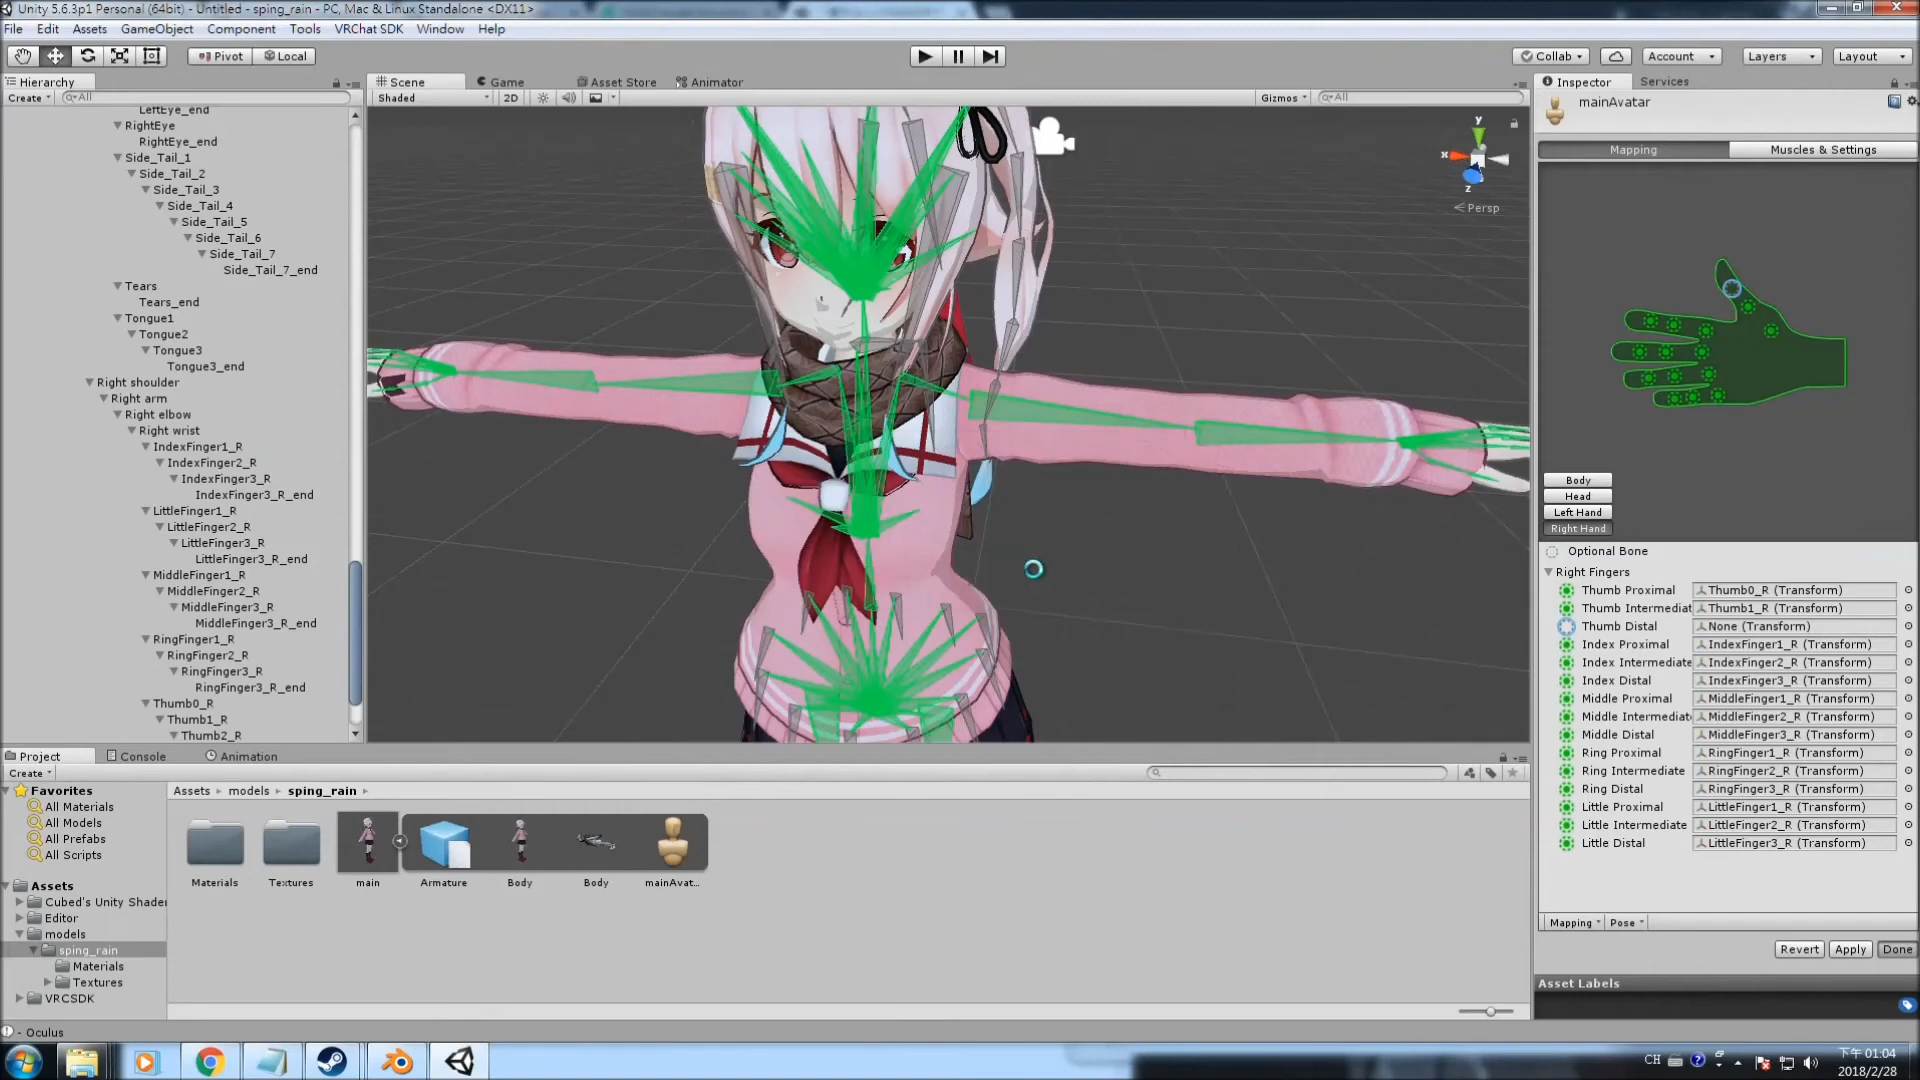 Unity 5.6.3p1 Personal (64bit) - Untitled - sping_rain - PC, Mac & Linux Standalone <DX11>
File Edit Assets GameObject Component Tools VRChat SDK Window Help
Pivot Local Collab Account Layers Layout
Hierarchy
Create All
LeftEye_end
RightEye
RightEye_end
Side_Tail_1
Side_Tail_2
Side_Tail_3
Side_Tail_4
Side_Tail_5
Side_Tail_6
Side_Tail_7
Side_Tail_7_end
Tears
Tears_end
Tongue1
Tongue2
Tongue3
Tongue3_end
Right shoulder
Right arm
Right elbow
Right wrist
IndexFinger1_R
IndexFinger2_R
IndexFinger3_R
IndexFinger3_R_end
LittleFinger1_R
LittleFinger2_R
LittleFinger3_R
LittleFinger3_R_end
MiddleFinger1_R
MiddleFinger2_R
MiddleFinger3_R
MiddleFinger3_R_end
RingFinger1_R
RingFinger2_R
RingFinger3_R
RingFinger3_R_end
Thumb0_R
Thumb1_R
Thumb2_R
Scene Game Asset Store Animator
Shaded 2D Gizmos All
y
x
z
Persp
Inspector Services
mainAvatar
Mapping Muscles & Settings
Body
Head
Left Hand
Right Hand
Optional Bone
Right Fingers
Thumb Proximal Thumb0_R (Transform)
Thumb Intermediat Thumb1_R (Transform)
Thumb Distal None (Transform)
Index Proximal IndexFinger1_R (Transform)
Index Intermediate IndexFinger2_R (Transform)
Index Distal IndexFinger3_R (Transform)
Middle Proximal MiddleFinger1_R (Transform)
Middle Intermediat MiddleFinger2_R (Transform)
Middle Distal MiddleFinger3_R (Transform)
Ring Proximal RingFinger1_R (Transform)
Ring Intermediate RingFinger2_R (Transform)
Ring Distal RingFinger3_R (Transform)
Little Proximal LittleFinger1_R (Transform)
Little Intermediate LittleFinger2_R (Transform)
Little Distal LittleFinger3_R (Transform)
Mapping Pose
Revert Apply Done
Asset Labels
Project Console Animation
Create
Favorites
All Materials
All Models
All Prefabs
All Scripts
Assets
Cubed's Unity Shader
Editor
models
sping_rain
Materials
Textures
VRCSDK
Assets models sping_rain
Materials Textures main Armature Body Body mainAvat...
- Oculus
CH
下午 01:04
2018/2/28